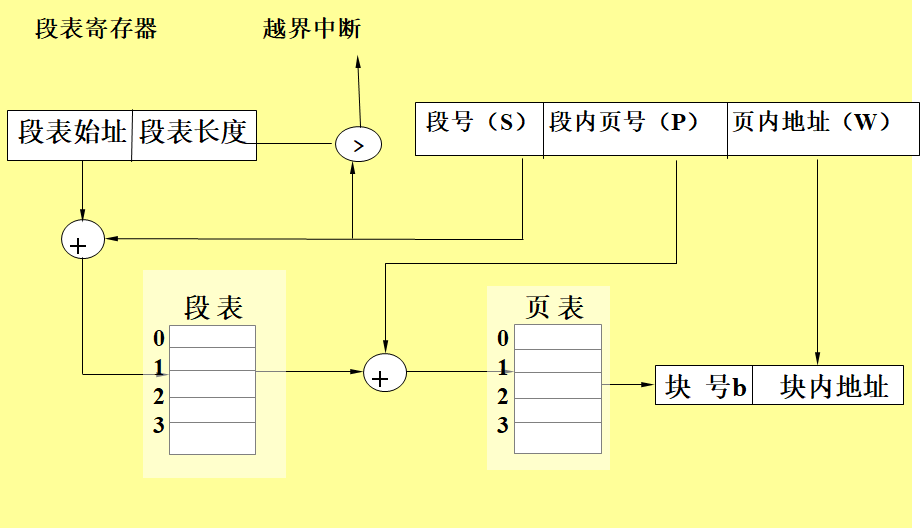 段表寄存器 越界中断
段表始址 段表长度 > 段号（S） 段内页号（P） 页内地址（W）
+
段 表 页 表
0 0
1 + 1
2 2
3 3
块 号b 块内地址